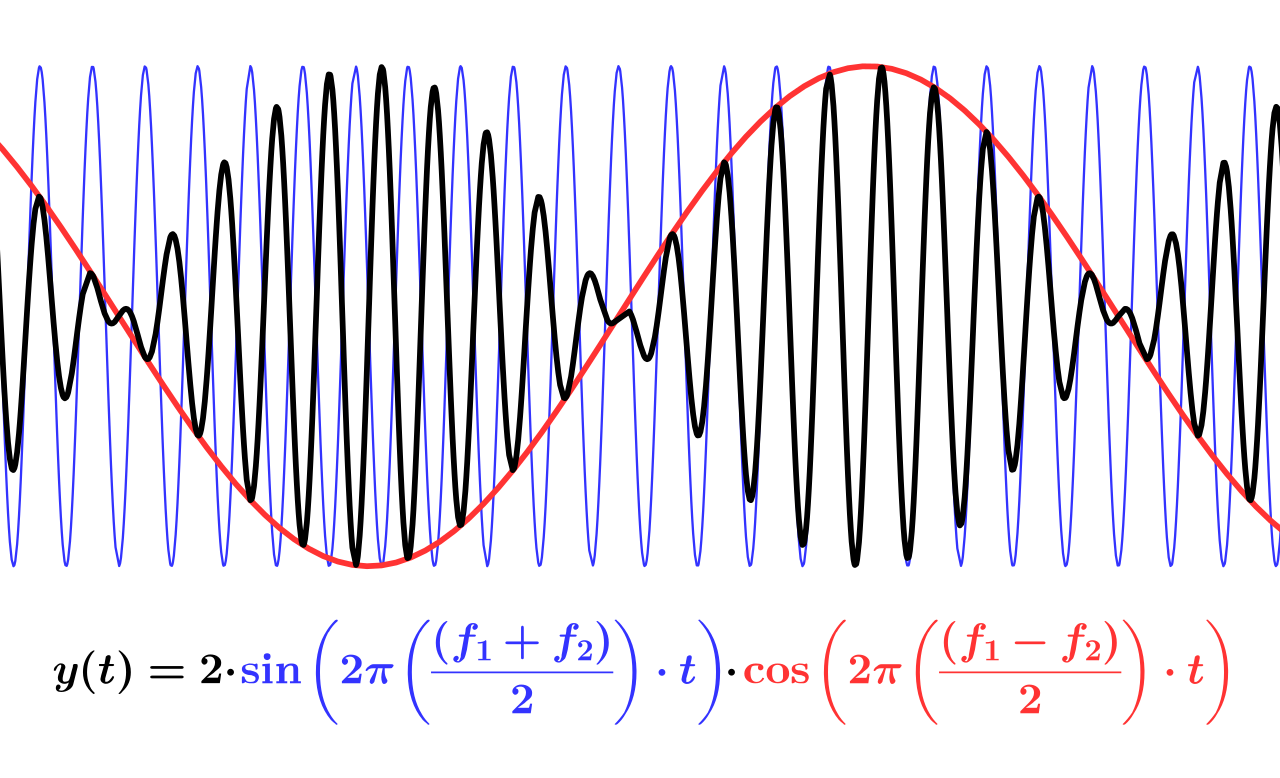 y(t) = 2·sin(2π((f₁ + f₂)/2) · t)·cos(2π((f₁ − f₂)/2) · t)